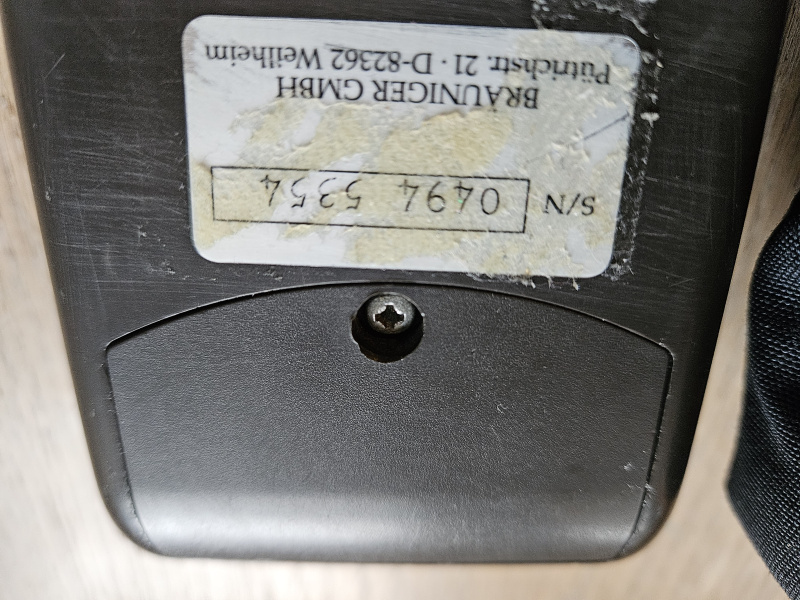 BRÄUNIGER GMBH
Pütrichstr. 21 · D-82362 Weilheim
S/N 0494 5354